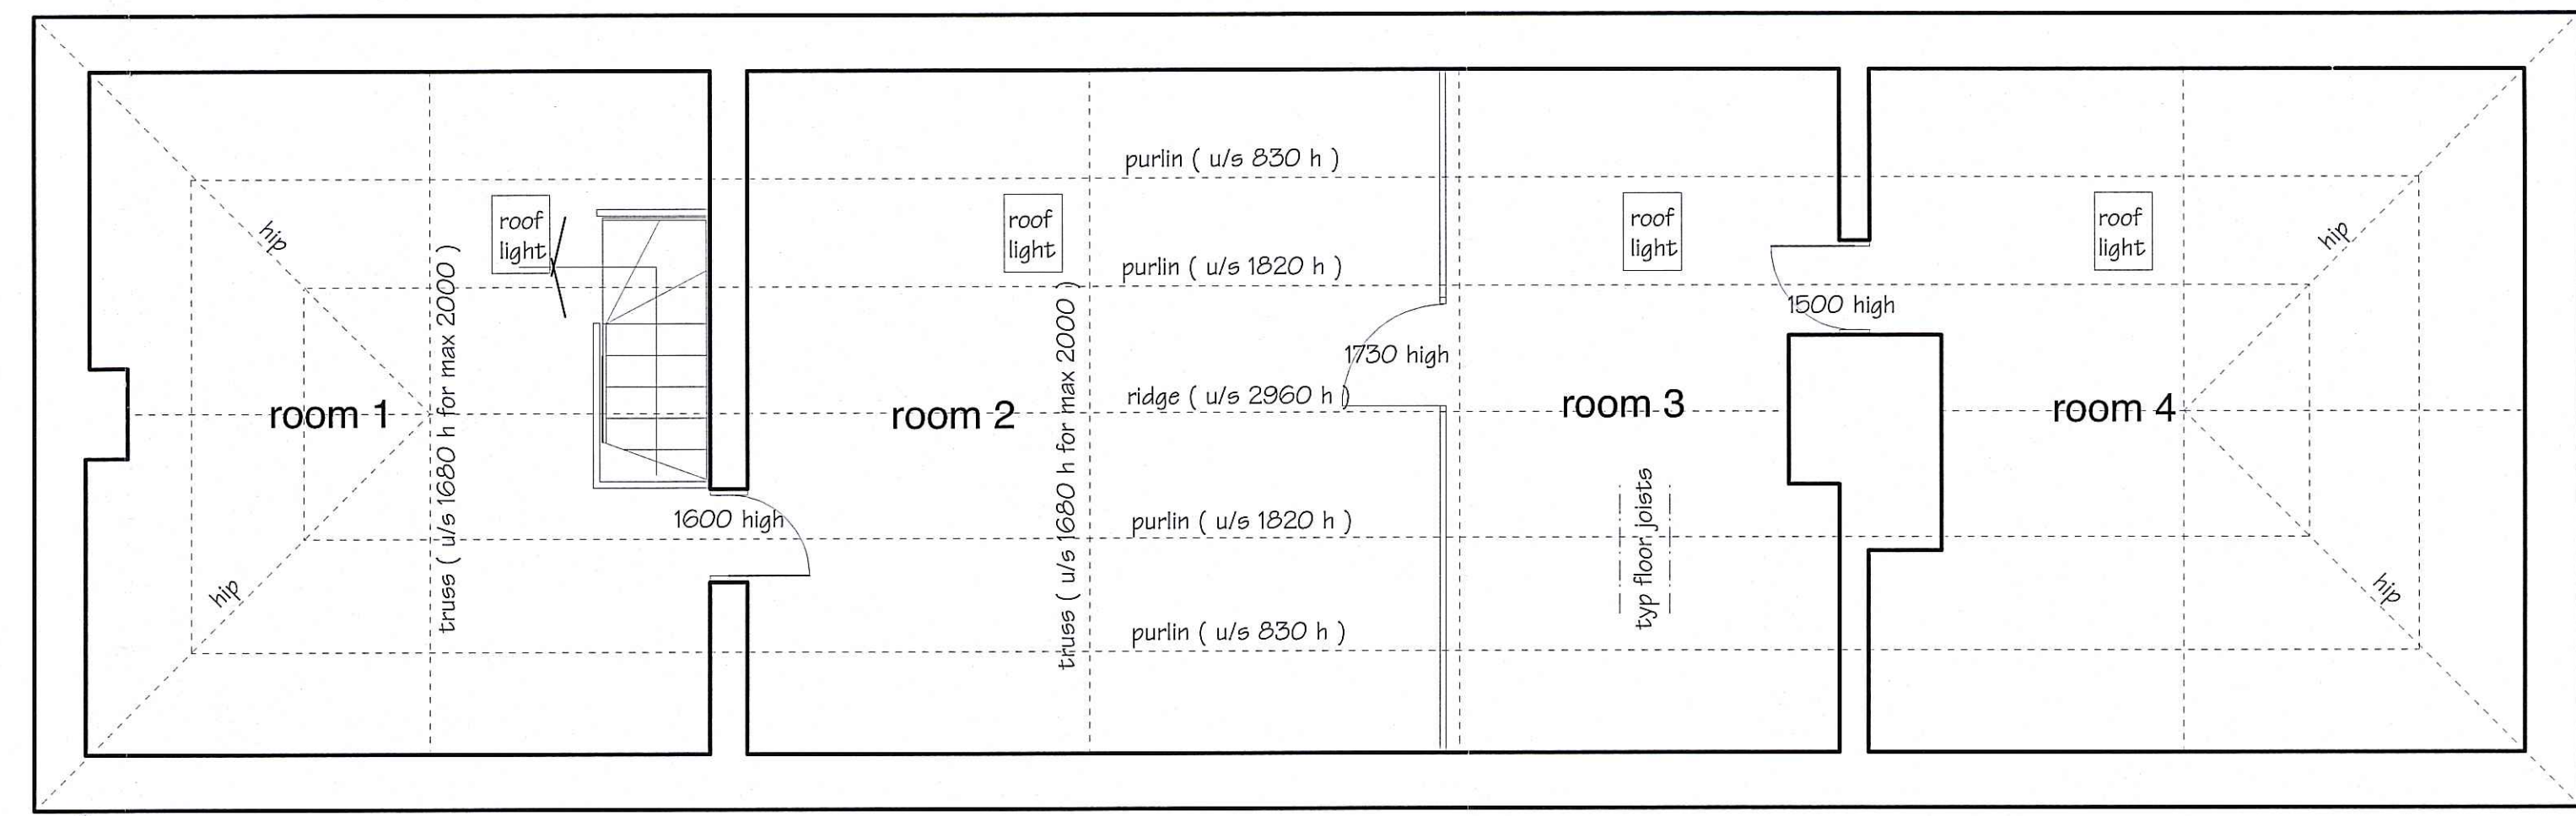 purlin ( u/s 830 h )
roof
light
roof
light
roof
light
roof
light
hip
hip
purlin ( u/s 1820 h )
1500 high
1730 high
truss ( u/s 1680 h for max 2000 )
truss ( u/s 1680 h for max 2000 )
ridge ( u/s 2960 h )
room 1
room 2
room 3
room 4
typ floor joists
1600 high
purlin ( u/s 1820 h )
hip
hip
purlin ( u/s 830 h )